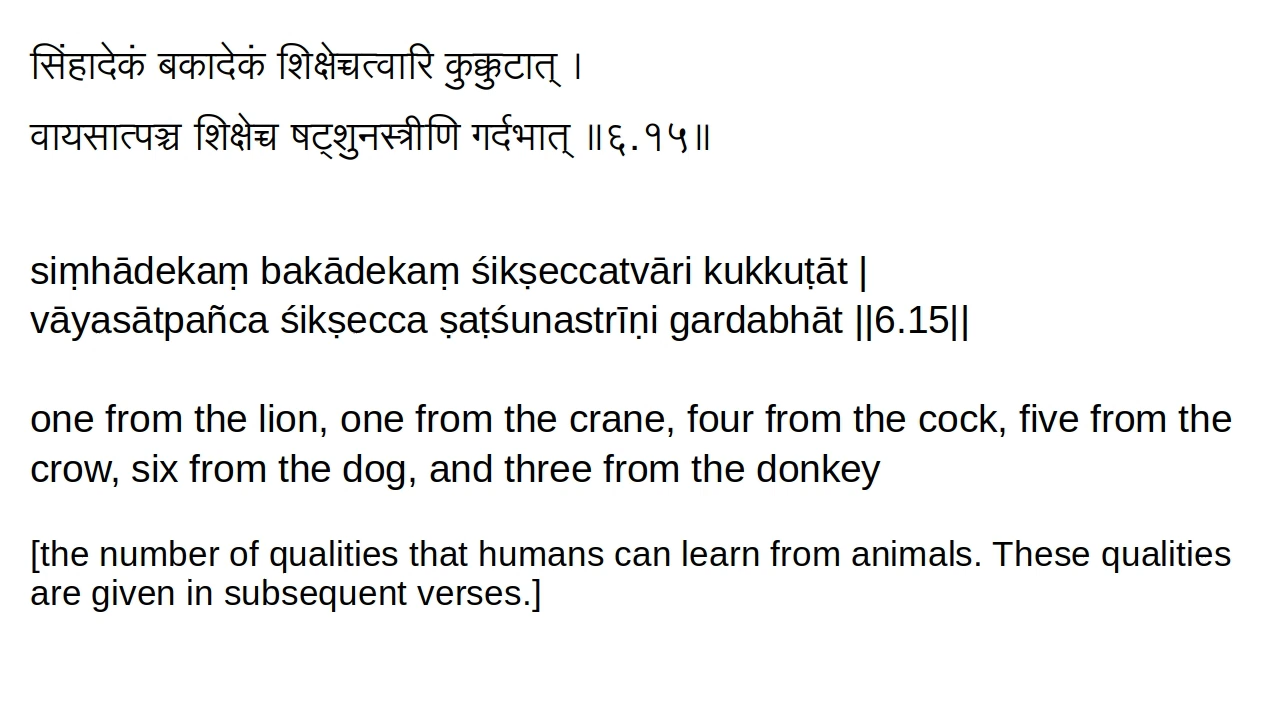 सिंहादेकं बकादेकं शिक्षेच्चत्वारि कुक्कुटात् ।
वायसात्पञ्च शिक्षेच्च षट्शुनस्त्रीणि गर्दभात् ॥६.१५॥
siṃhādekaṃ bakādekaṃ śikṣeccatvāri kukkuṭāt |
vāyasātpañca śikṣecca ṣaṭśunastrīṇi gardabhāt ||6.15||
one from the lion, one from the crane, four from the cock, five from the
crow, six from the dog, and three from the donkey
[the number of qualities that humans can learn from animals. These qualities
are given in subsequent verses.]